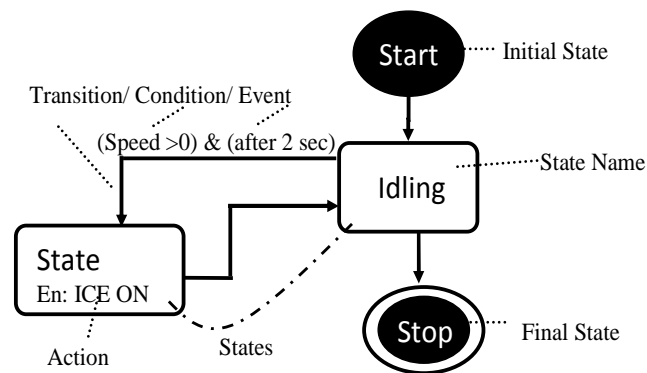 Start
Initial State
Transition/ Condition/ Event
(Speed >0) & (after 2 sec)
Idling
State Name
State
En: ICE ON
Action
States
Stop
Final State